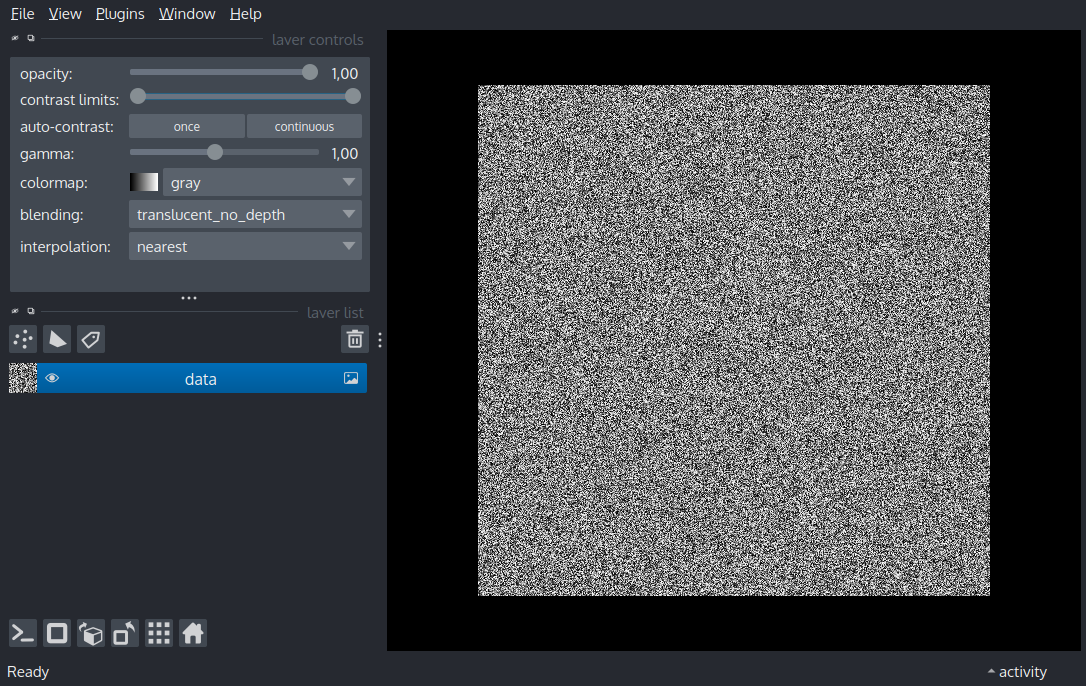 File View Plugins Window Help
layer controls
opacity: 1,00
contrast limits:
auto-contrast: once continuous
gamma: 1,00
colormap: gray
blending: translucent_no_depth
interpolation: nearest
layer list
data
Ready
activity